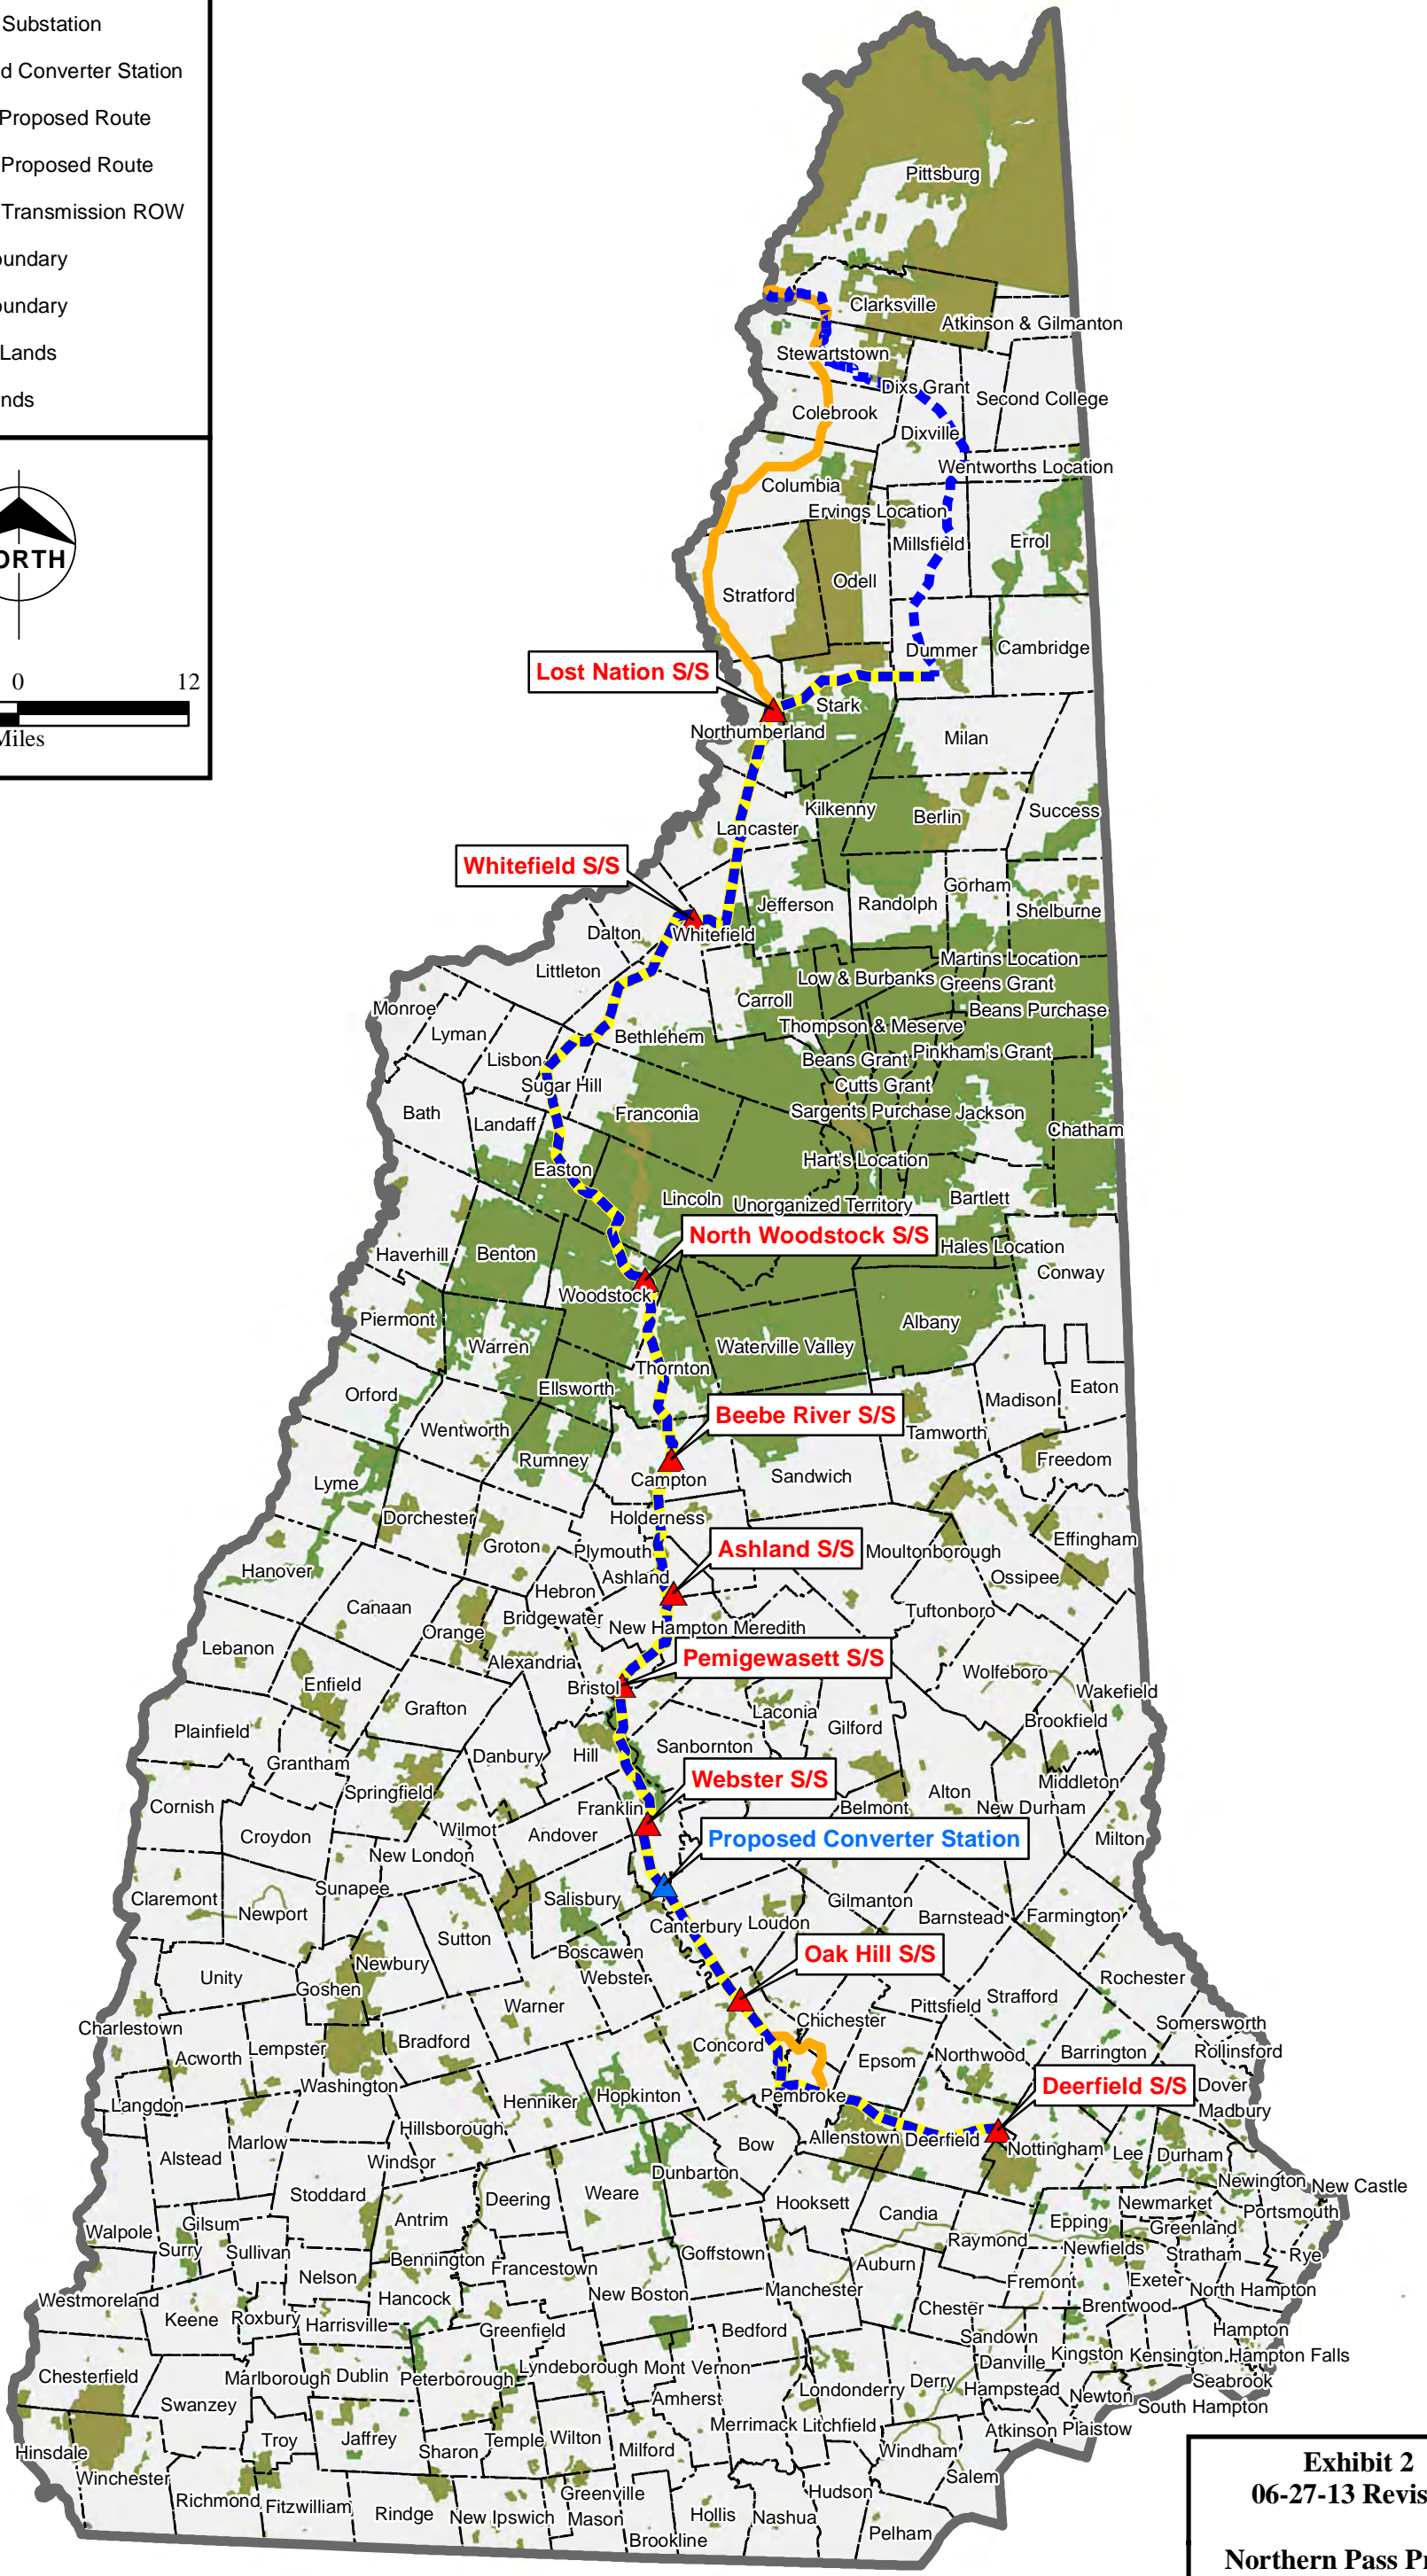 Substation
d Converter Station
Proposed Route
Proposed Route
Transmission ROW
oundary
oundary
Lands
nds
ORTH
0 12
Miles
Pittsburg
Clarksville
Atkinson & Gilmanton
Stewartstown
Dixs Grant
Second College
Colebrook
Dixville
Wentworths Location
Columbia
Ervings Location
Millsfield
Errol
Odell
Stratford
Dummer
Cambridge
Lost Nation S/S
Stark
Northumberland
Milan
Kilkenny
Berlin
Success
Lancaster
Whitefield S/S
Gorham
Jefferson
Randolph
Shelburne
Dalton
Whitefield
Martins Location
Littleton
Low & Burbanks
Greens Grant
Carroll
Monroe
Beans Purchase
Lyman
Thompson & Meserve
Bethlehem
Lisbon
Beans Grant
Pinkham's Grant
Sugar Hill
Cutts Grant
Bath
Landaff
Franconia
Sargents Purchase
Jackson
Chatham
Easton
Hart's Location
Lincoln
Unorganized Territory
Bartlett
North Woodstock S/S
Haverhill
Benton
Hales Location
Conway
Woodstock
Piermont
Warren
Waterville Valley
Albany
Thornton
Orford
Ellsworth
Madison
Eaton
Beebe River S/S
Wentworth
Tamworth
Rumney
Freedom
Lyme
Campton
Sandwich
Dorchester
Holderness
Groton
Plymouth
Ashland S/S
Moultonborough
Effingham
Hanover
Ashland
Ossipee
Hebron
Canaan
Bridgewater
Tuftonboro
Orange
New Hampton
Meredith
Lebanon
Alexandria
Pemigewasett S/S
Wolfeboro
Enfield
Bristol
Wakefield
Grafton
Laconia
Brookfield
Plainfield
Gilford
Grantham
Danbury
Hill
Sanbornton
Springfield
Webster S/S
Middleton
Cornish
Franklin
Belmont
Alton
New Durham
Croydon
Wilmot
Andover
Proposed Converter Station
Milton
New London
Claremont
Sunapee
Salisbury
Gilmanton
Newport
Canterbury
Loudon
Barnstead
Farmington
Sutton
Boscawen
Oak Hill S/S
Newbury
Unity
Webster
Goshen
Rochester
Warner
Strafford
Pittsfield
Charlestown
Chichester
Somersworth
Bradford
Concord
Acworth
Lempster
Epsom
Northwood
Barrington
Rollinsford
Washington
Deerfield S/S
Dover
Langdon
Henniker
Hopkinton
Pembroke
Madbury
Hillsborough
Allenstown
Deerfield
Marlow
Bow
Nottingham
Lee
Durham
Alstead
Windsor
Dunbarton
Newington
New Castle
Stoddard
Deering
Weare
Hooksett
Newmarket
Portsmouth
Antrim
Candia
Epping
Walpole
Gilsum
Greenland
Surry
Sullivan
Bennington
Goffstown
Raymond
Newfields
Stratham
Rye
Francestown
Auburn
Nelson
Fremont
Exeter
North Hampton
Westmoreland
Hancock
New Boston
Manchester
Brentwood
Keene
Roxbury
Harrisville
Greenfield
Bedford
Chester
Hampton
Sandown
Kingston
Kensington
Hampton Falls
Danville
Chesterfield
Marlborough
Dublin
Peterborough
Lyndeborough
Mont Vernon
Derry
Hampstead
Seabrook
Swanzey
Amherst
Londonderry
Newton
South Hampton
Troy
Jaffrey
Temple
Wilton
Merrimack
Litchfield
Atkinson
Plaistow
Hinsdale
Sharon
Milford
Windham
Winchester
Salem
Richmond
Fitzwilliam
Rindge
New Ipswich
Greenville
Mason
Hollis
Nashua
Hudson
Brookline
Pelham
Exhibit 2
06-27-13 Revis
Northern Pass Pr